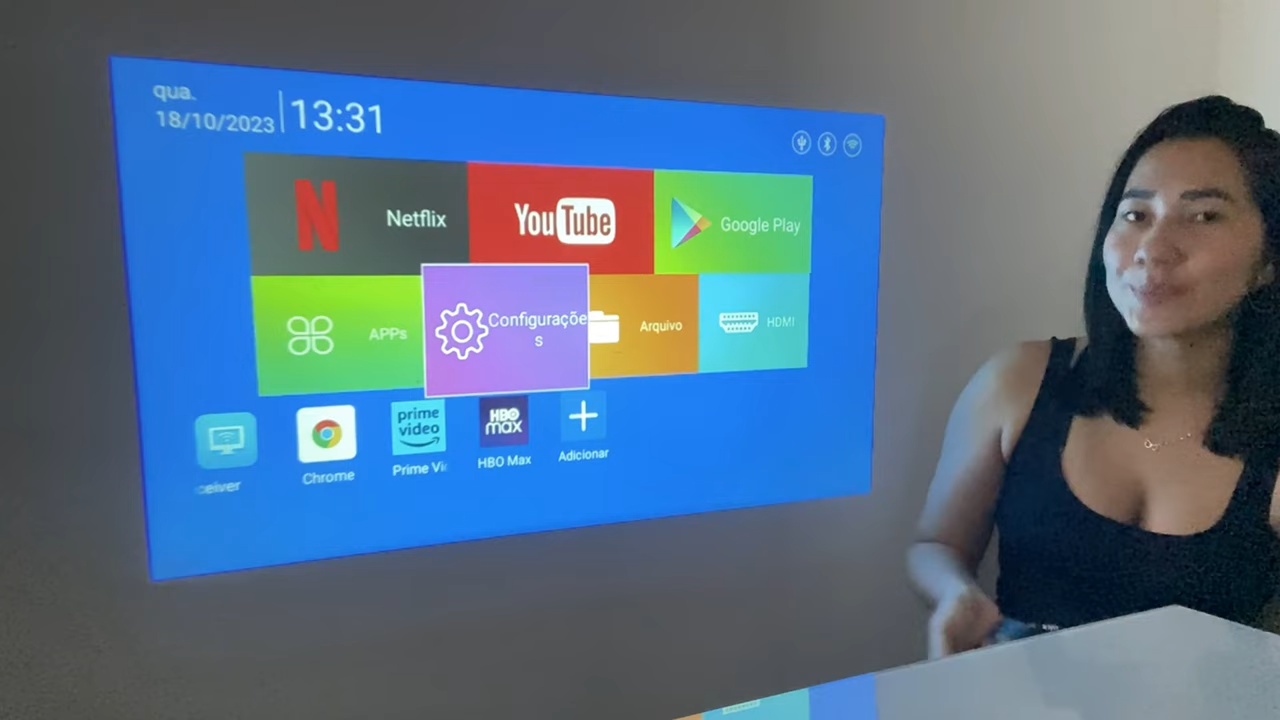 qua.
18/10/2023
13:31
N
Netflix
YouTube
Google Play
APPs
Configuraçõe
s
Arquivo
HDMI
prime
video
HBO
max
ceiver
Chrome
Prime Vi
HBO Max
Adicionar